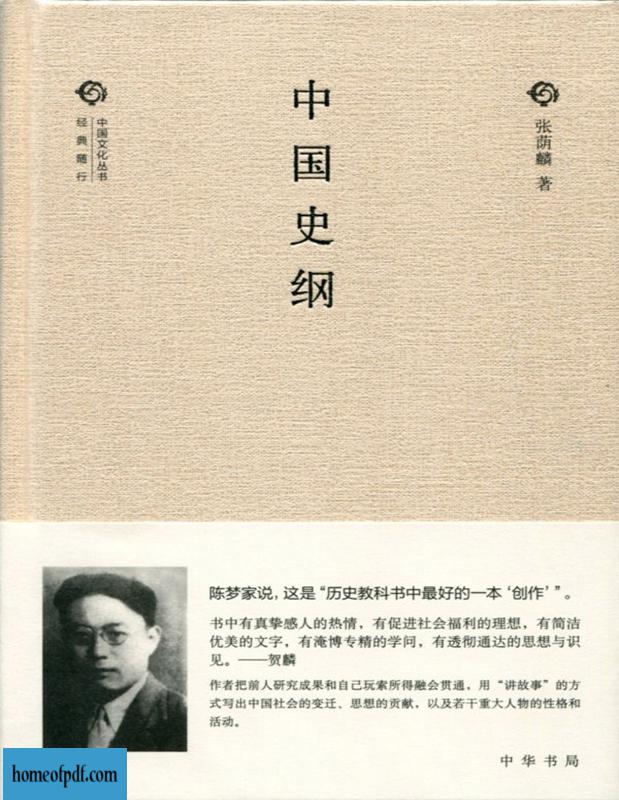 中国史纲
张荫麟 著
中国文化丛书
经典随行
陈梦家说，这是“历史教科书中最好的一本‘创作’”。
书中有真挚感人的热情，有促进社会福利的理想，有简洁
优美的文字，有淹博专精的学问，有透彻通达的思想与识
见。——贺麟
作者把前人研究成果和自己玩索所得融会贯通，用“讲故事”的方
式写出中国社会的变迁、思想的贡献，以及若干重大人物的性格和
活动。
中华书局
homeofpdf.com